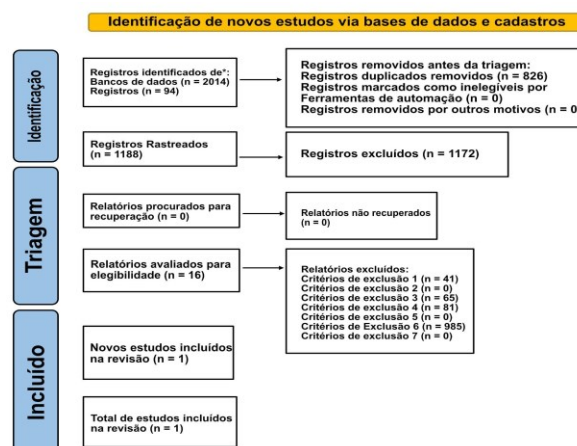 Identificação de novos estudos via bases de dados e cadastros
Identificação
Registros identificados de*:
Bancos de dados (n = 2014)
Registros (n = 94)
Registros removidos antes da triagem:
Registros duplicados removidos (n = 826)
Registros marcados como inelegíveis por
Ferramentas de automação (n = 0)
Registros removidos por outros motivos (n = 0
Registros Rastreados
(n = 1188)
Registros excluídos (n = 1172)
Triagem
Relatórios procurados para
recuperação (n = 0)
Relatórios não recuperados
(n = 0)
Relatórios avaliados para
elegibilidade (n = 16)
Relatórios excluídos:
Critérios de exclusão 1 (n = 41)
Critérios de exclusão 2 (n = 0)
Critérios de exclusão 3 (n = 65)
Critérios de exclusão 4 (n = 81)
Critérios de exclusão 5 (n = 0)
Critérios de Exclusão 6 (n = 985)
Critérios de exclusão 7 (n = 0)
Incluído
Novos estudos incluídos
na revisão (n = 1)
Total de estudos incluídos
na revisão (n = 1)